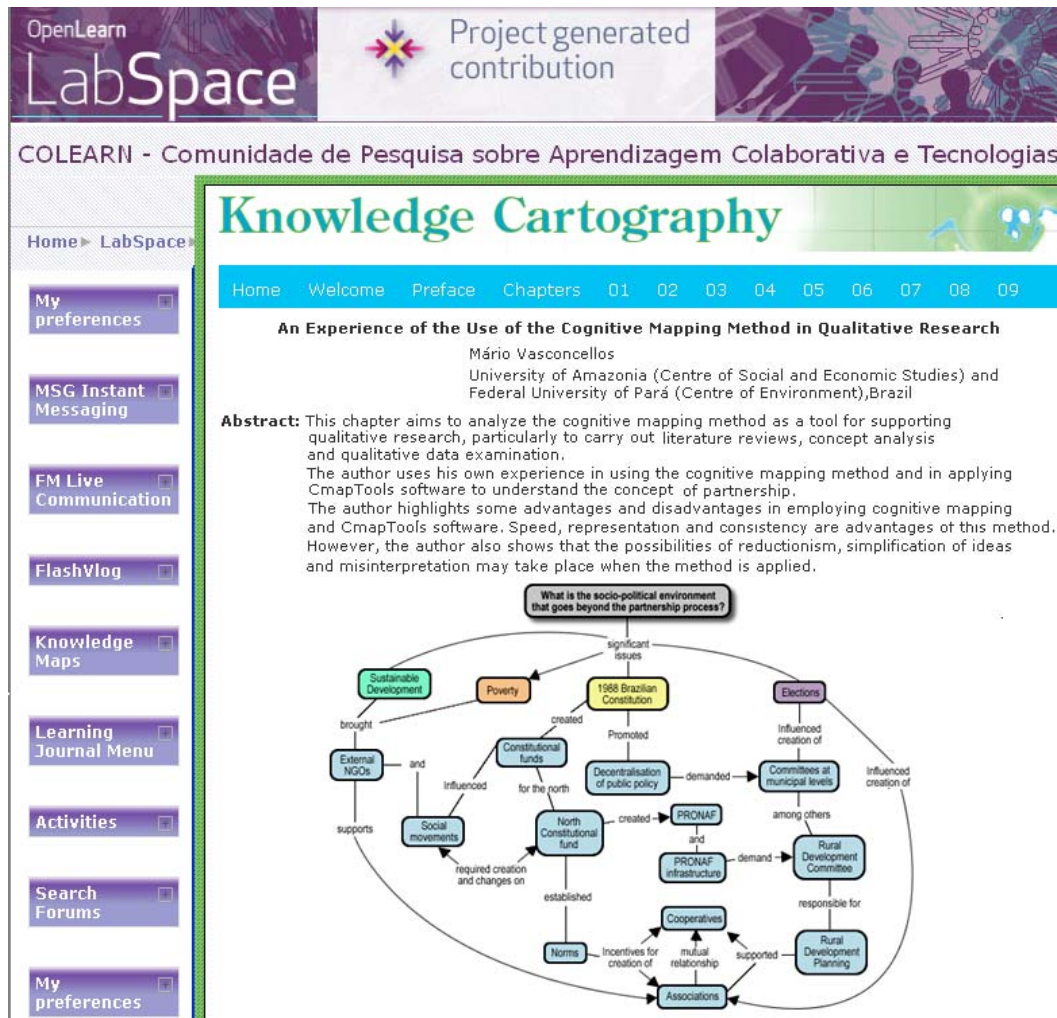 OpenLearn
LabSpace
Project generated
contribution
COLEARN - Comunidade de Pesquisa sobre Aprendizagem Colaborativa e Tecnologias
Home LabSpace
My
preferences
MSG Instant
Messaging
FM Live
Communication
FlashVlog
Knowledge
Maps
Learning
Journal Menu
Activities
Search
Forums
My
preferences
Knowledge Cartography
Home Welcome Preface Chapters 01 02 03 04 05 06 07 08 09
An Experience of the Use of the Cognitive Mapping Method in Qualitative Research
Mário Vasconcellos
University of Amazonia (Centre of Social and Economic Studies) and
Federal University of Pará (Centre of Environment),Brazil
Abstract: This chapter aims to analyze the cognitive mapping method as a tool for supporting
qualitative research, particularly to carry out literature reviews, concept analysis
and qualitative data examination.
The author uses his own experience in using the cognitive mapping method and in applying
CmapTools software to understand the concept of partnership.
The author highlights some advantages and disadvantages in employing cognitive mapping
and CmapTools software. Speed, representation and consistency are advantages of this method.
However, the author also shows that the possibilities of reductionism, simplification of ideas
and misinterpretation may take place when the method is applied.
What is the socio-political environment
that goes beyond the partnership process?
significant
issues
Sustainable
Development
Poverty
1988 Brazilian
Constitution
Elections
brought
created
Promoted
Influenced
creation of
External
NGOs
and
Constitutional
funds
Decentralisation
of public policy
demanded
Committees at
municipal levels
Influenced
creation of
Influenced
for the north
supports
Social
movements
North
Constitutional
fund
created
PRONAF
among others
and
required creation
and changes on
PRONAF
infrastructure
demand
Rural
Development
Committee
established
responsible for
Cooperatives
Norms
Incentives for
creation of
mutual
relationship
supported
Rural
Development
Planning
Associations